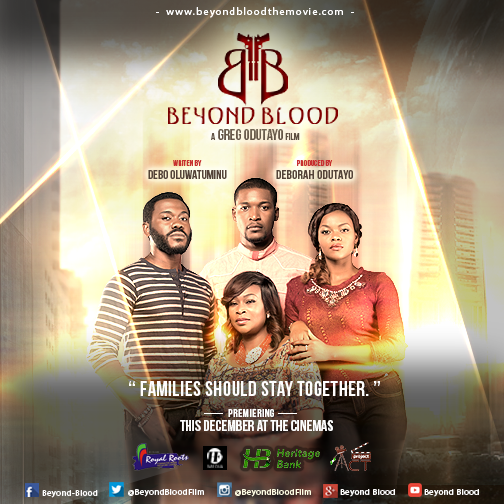 - www.beyondbloodthemovie.com -
BB
BEYOND BLOOD
A GREG ODUTAYO FILM
WRITTEN BY
DEBO OLUWATUMINU
PRODUCED BY
DEBORAH ODUTAYO
“ FAMILIES SHOULD STAY TOGETHER. ”
PREMIERING
THIS DECEMBER AT THE CINEMAS
Royal Roots
HB Heritage Bank
project ACT
f Beyond-Blood
@BeyondBloodFilm
@BeyondBloodFilm
g+ Beyond Blood
Beyond Blood